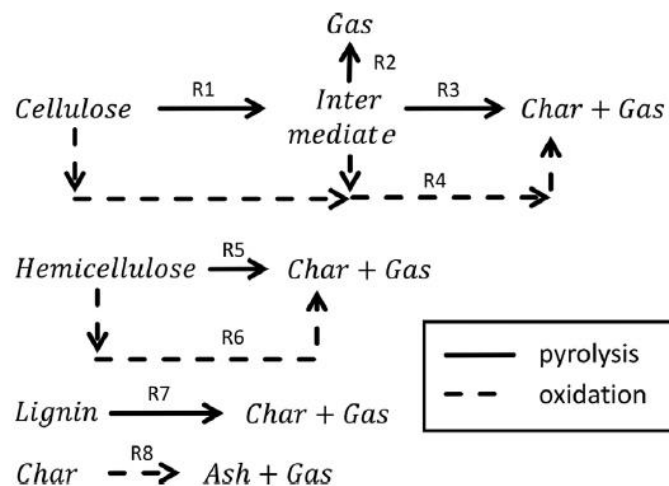 Gas
R2
Cellulose R1 Inter R3 Char + Gas
mediate
R4
Hemicellulose R5 Char + Gas
R6
pyrolysis
oxidation
Lignin R7 Char + Gas
Char R8 Ash + Gas